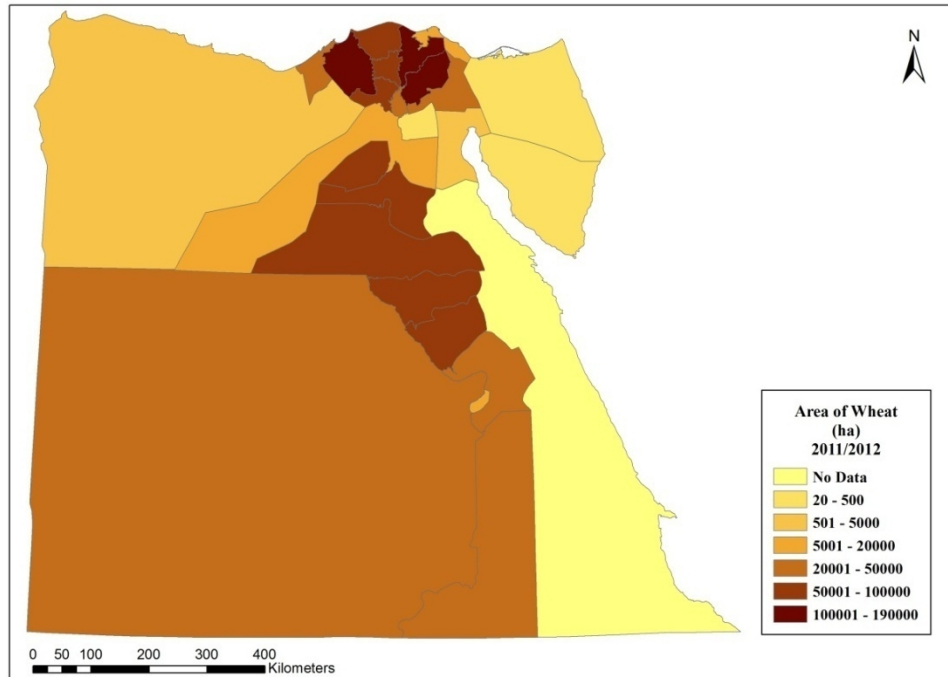 N
Area of Wheat
(ha)
2011/2012
No Data
20 - 500
501 - 5000
5001 - 20000
20001 - 50000
50001 - 100000
100001 - 190000
0 50 100 200 300 400
Kilometers